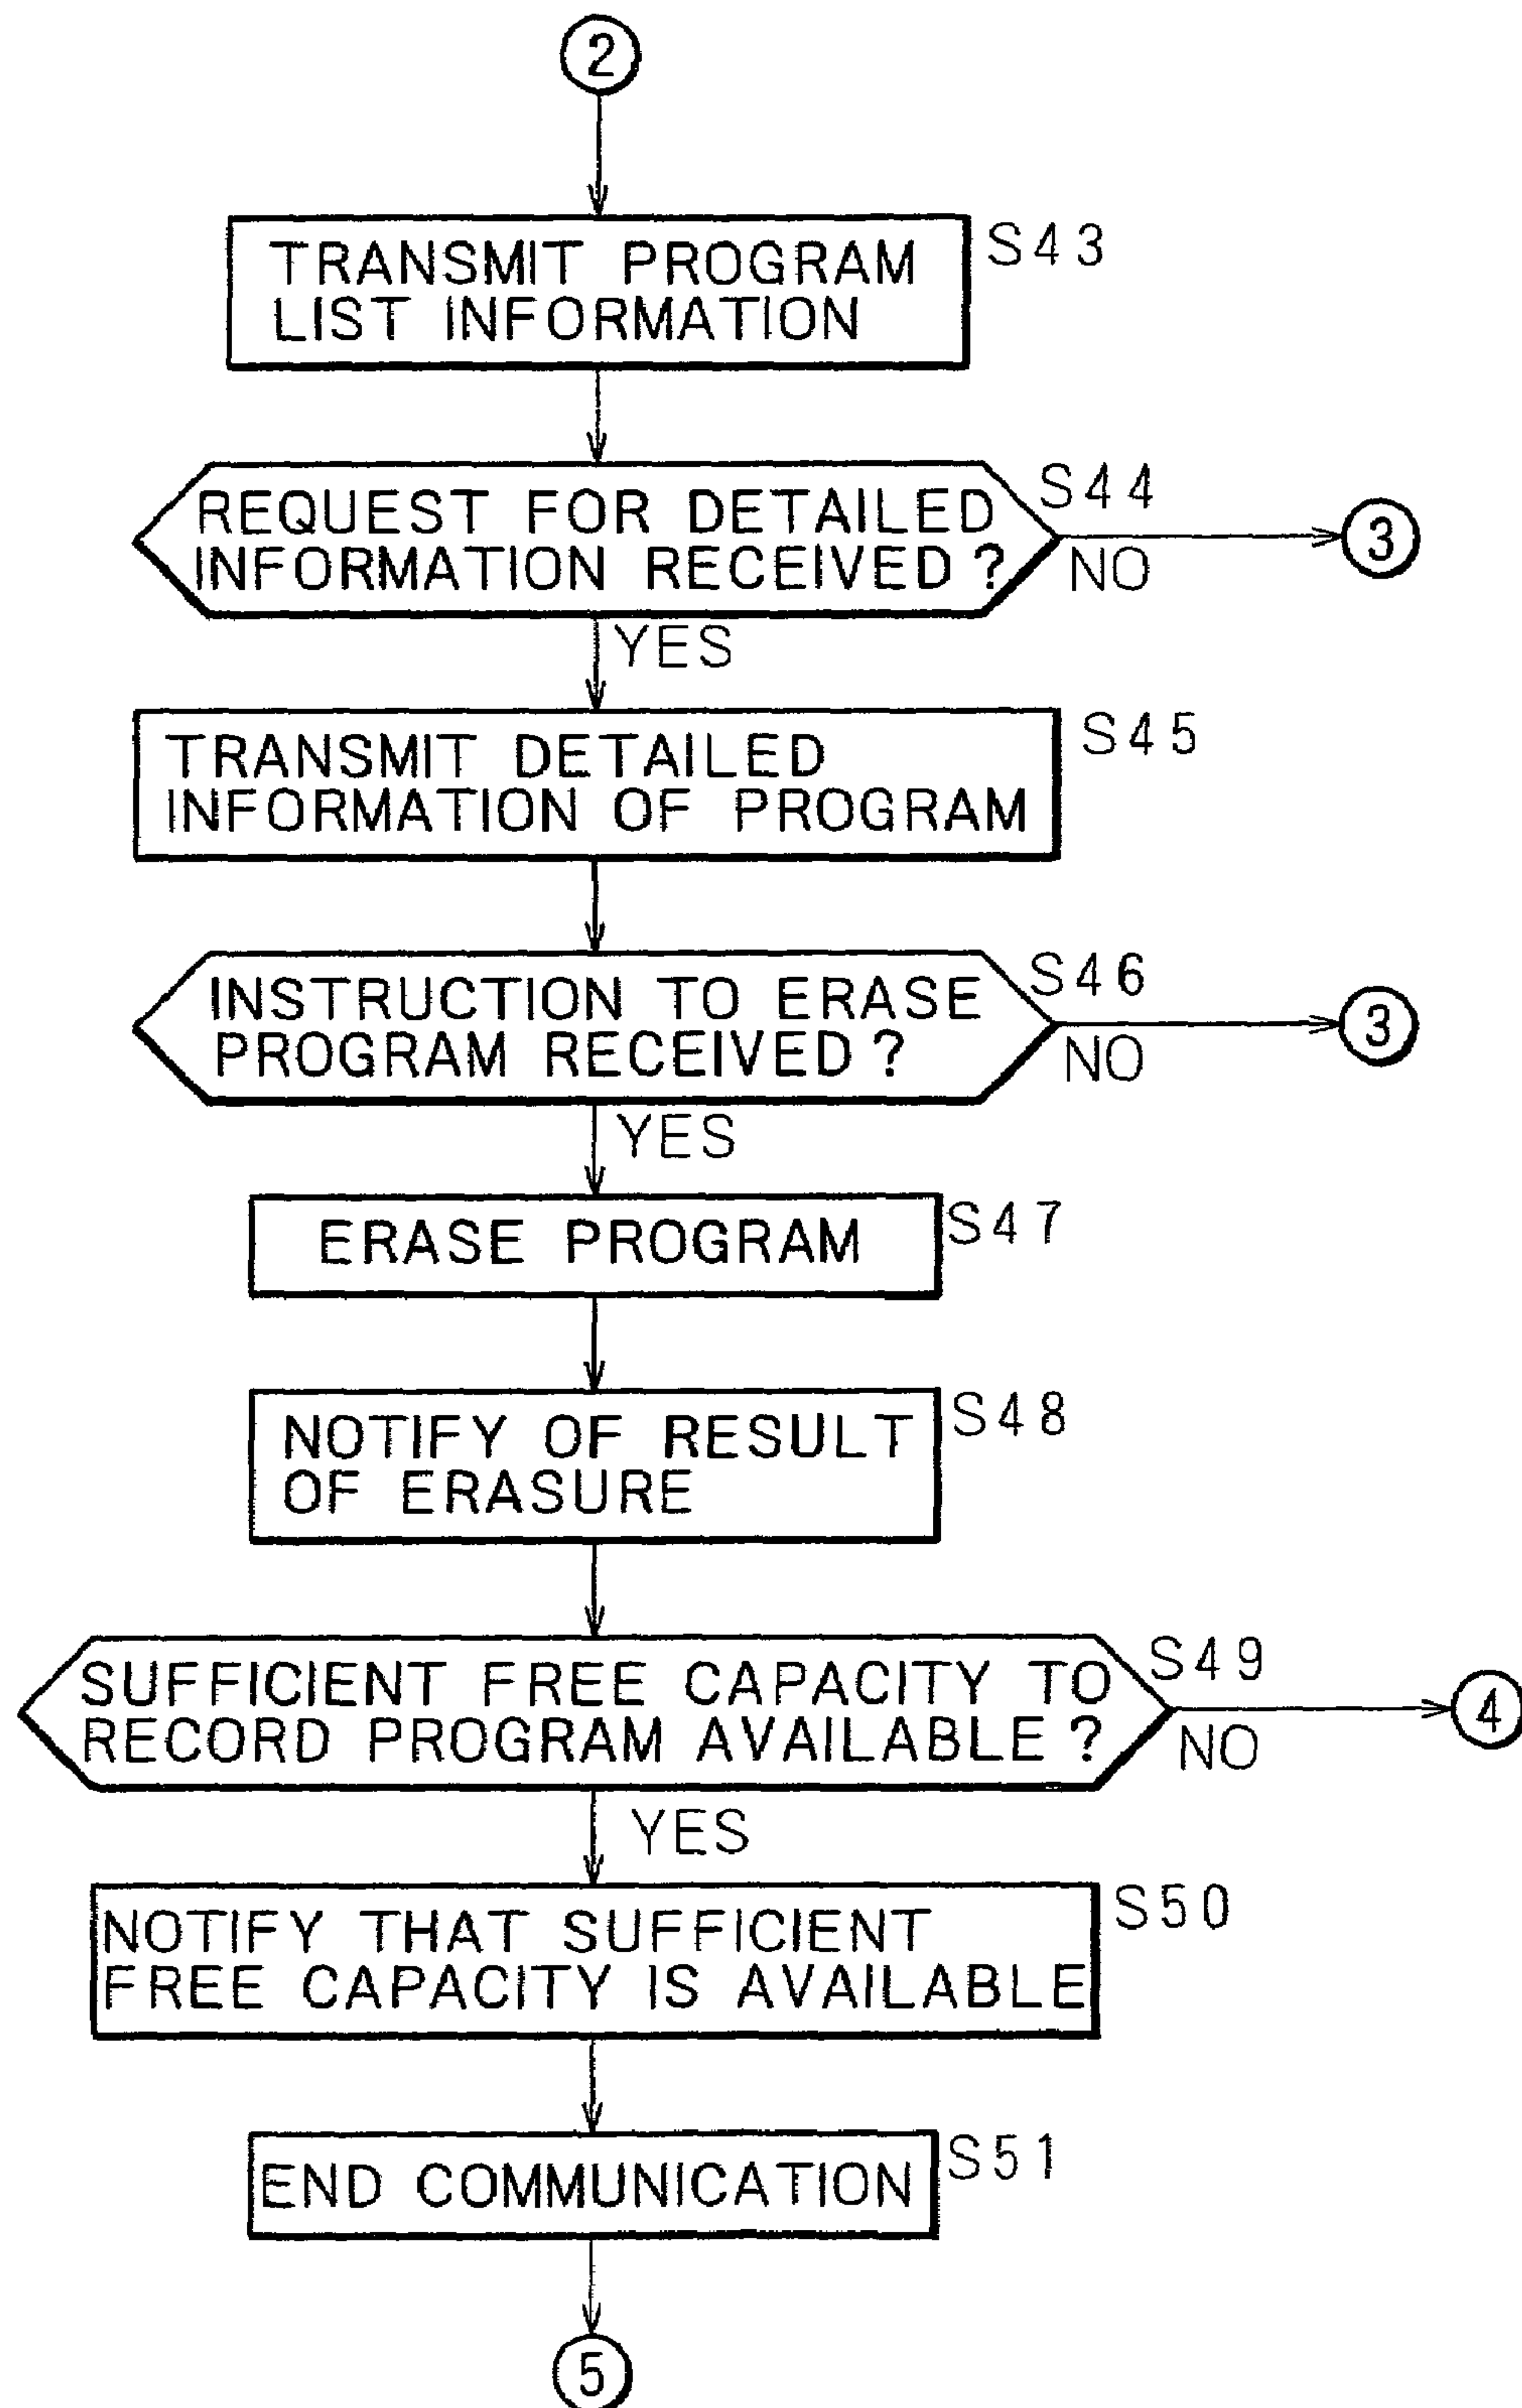 2
TRANSMIT PROGRAM
LIST INFORMATION
S43
REQUEST FOR DETAILED
INFORMATION RECEIVED?
S44
NO
3
YES
TRANSMIT DETAILED
INFORMATION OF PROGRAM
S45
INSTRUCTION TO ERASE
PROGRAM RECEIVED?
S46
NO
3
YES
ERASE PROGRAM
S47
NOTIFY OF RESULT
OF ERASURE
S48
SUFFICIENT FREE CAPACITY TO
RECORD PROGRAM AVAILABLE?
S49
NO
4
YES
NOTIFY THAT SUFFICIENT
FREE CAPACITY IS AVAILABLE
S50
END COMMUNICATION
S51
5